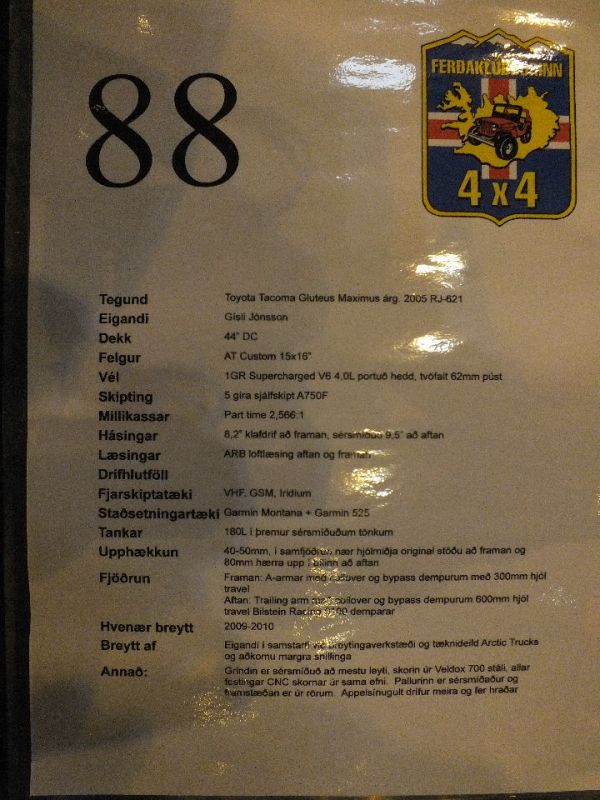 88
FERÐAKLÚBBURINN
4x4
Tegund Toyota Tacoma Gluteus Maximus árg. 2005 RJ-621
Eigandi Gísli Jónsson
Dekk 44" DC
Felgur AT Custom 15x16"
Vél 1GR Supercharged V6 4,0L portuð hedd, tvöfalt 62mm púst
Skipting 5 gíra sjálfskipt A750F
Millikassar Part time 2,566:1
Hásingar 8,2" klafdrif að framan, sérsmíðuð 9,5" að aftan
Læsingar ARB loftlæsing aftan og framan
Drifhlutföll
Fjarskiptatæki VHF, GSM, Iridium
Staðsetningartæki Garmin Montana + Garmin 525
Tankar 180L í þremur sérsmíðuðum tönkum
Upphækkun 40-50mm, í samfjöðrun nær hjólmiðja original stöðu að framan og
80mm hærra upp í bílinn að aftan
Fjöðrun Framan: A-armar með coilover og bypass dempurum með 300mm hjól
travel
Aftan: Trailing arm með coilover og bypass dempurum 600mm hjól
travel Bilstein Racing demparar
Hvenær breytt 2009-2010
Breytt af Eigandi í samstarfi við breytingaverkstæði og tæknideild Arctic Trucks
og aðkomu margra snillinga
Annað: Grindin er sérsmíðuð að mestu leyti, skorin úr Veldox 700 stáli, allar
festingar CNC skornar úr sama efni. Pallurinn er sérsmíðaður og
framstæðan er úr rörum. Appelsínugult drífur meira og fer hraðar